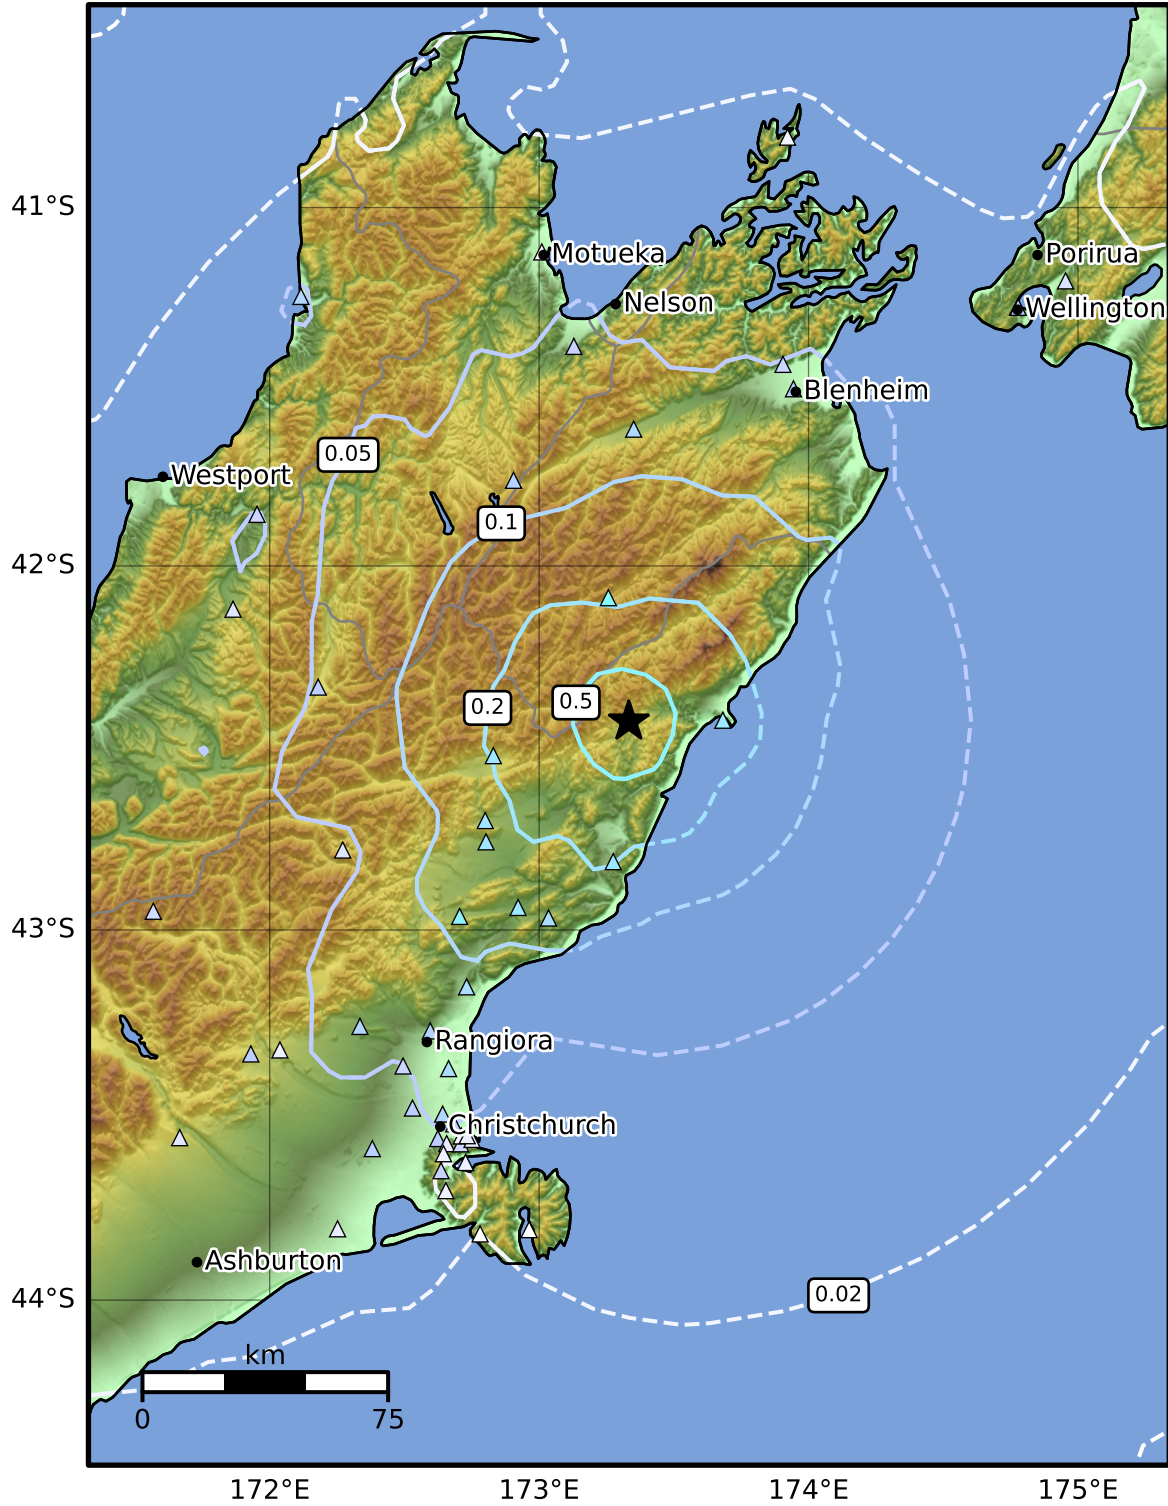 41°S
Motueka
Porirua
Nelson
Wellington
Blenheim
0.05
Westport
0.1
42°S
0.5
0.2
43°S
Rangiora
Christchurch
Ashburton
44°S
0.02
km
0
75
172°E
173°E
174°E
175°E